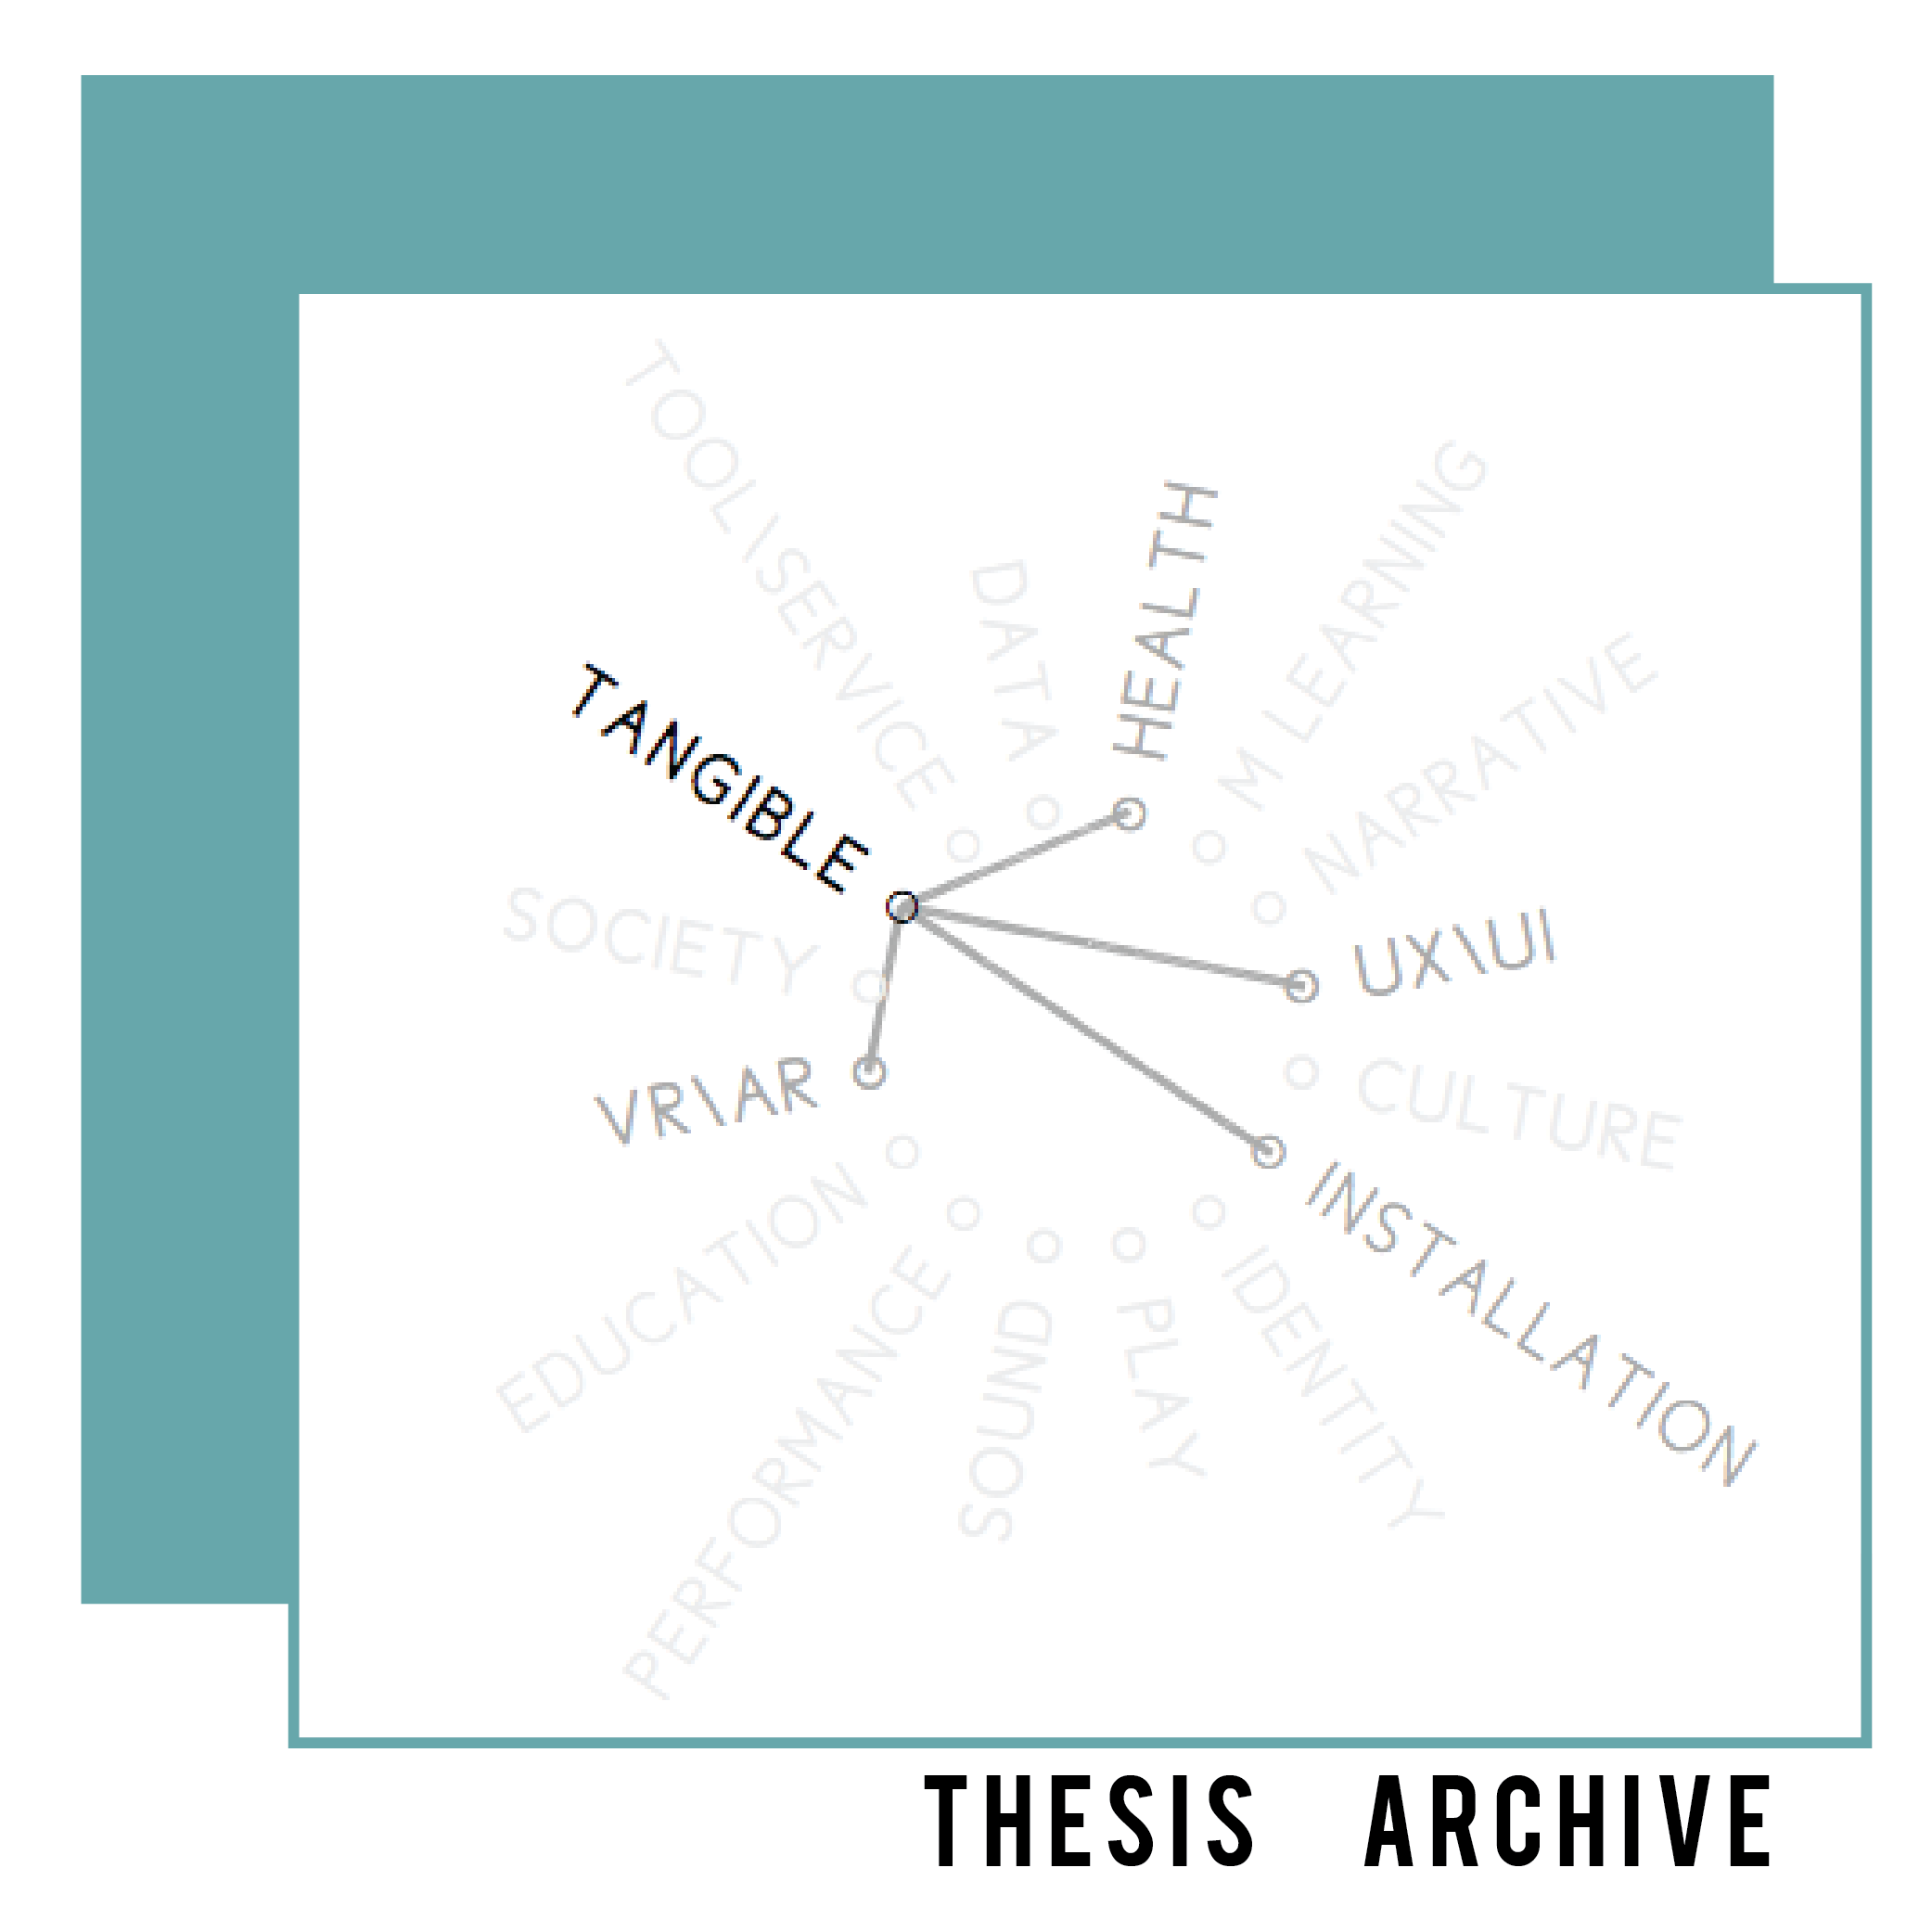 TOOL\SERVICE
DATA
HEALTH
M LEARNING
NARRATIVE
UX\UI
CULTURE
INSTALLATION
IDENTITY
PLAY
SOUND
PERFORMANCE
EDUCATION
VR\AR
SOCIETY
TANGIBLE
THESIS ARCHIVE